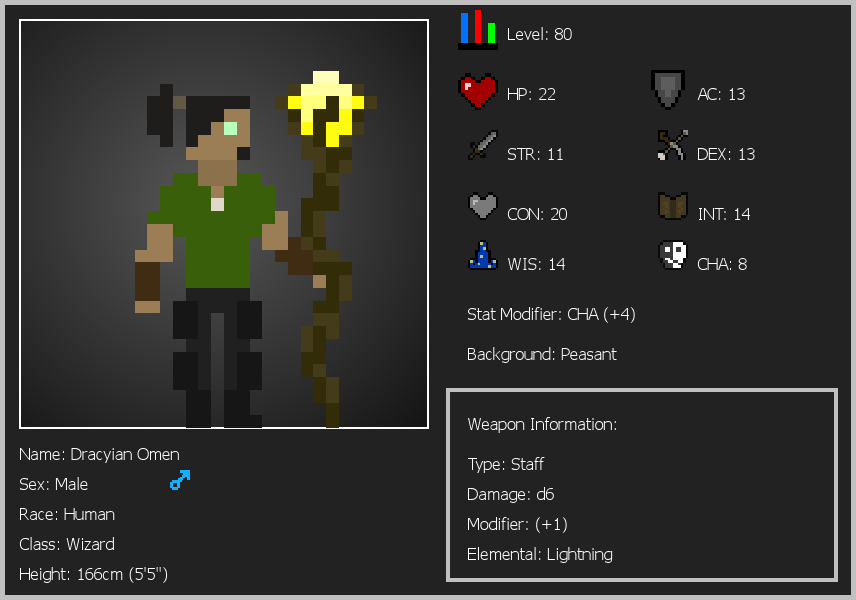 Level: 80
HP: 22
AC: 13
STR: 11
DEX: 13
CON: 20
INT: 14
WIS: 14
CHA: 8
Stat Modifier: CHA (+4)
Background: Peasant
Weapon Information:
Type: Staff
Damage: d6
Modifier: (+1)
Elemental: Lightning
Name: Dracyian Omen
Sex: Male
Race: Human
Class: Wizard
Height: 166cm (5'5")